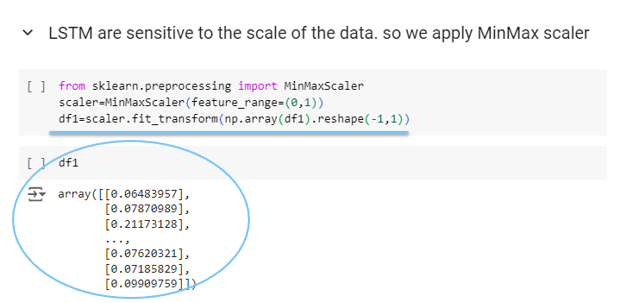 LSTM are sensitive to the scale of the data. so we apply MinMax scaler
[ ] from sklearn.preprocessing import MinMaxScaler
scaler=MinMaxScaler(feature_range=(0,1))
df1=scaler.fit_transform(np.array(df1).reshape(-1,1))
[ ] df1
array([[0.06483957],
[0.07870989],
[0.21173128],
...,
[0.07620321],
[0.07185829],
[0.09909759]])